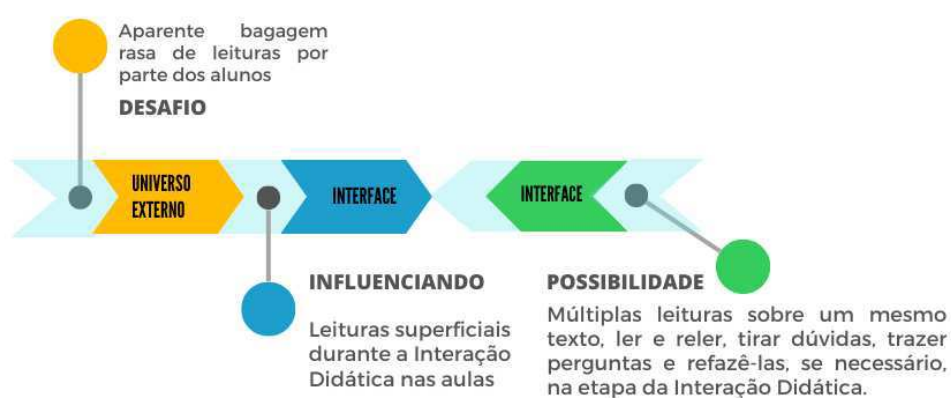 Aparente bagagem
rasa de leituras por
parte dos alunos
DESAFIO
UNIVERSO
EXTERNO
INTERFACE
INTERFACE
INFLUENCIANDO
Leituras superficiais
durante a Interação
Didática nas aulas
POSSIBILIDADE
Múltiplas leituras sobre um mesmo
texto, ler e reler, tirar dúvidas, trazer
perguntas e refazê-las, se necessário,
na etapa da Interação Didática.